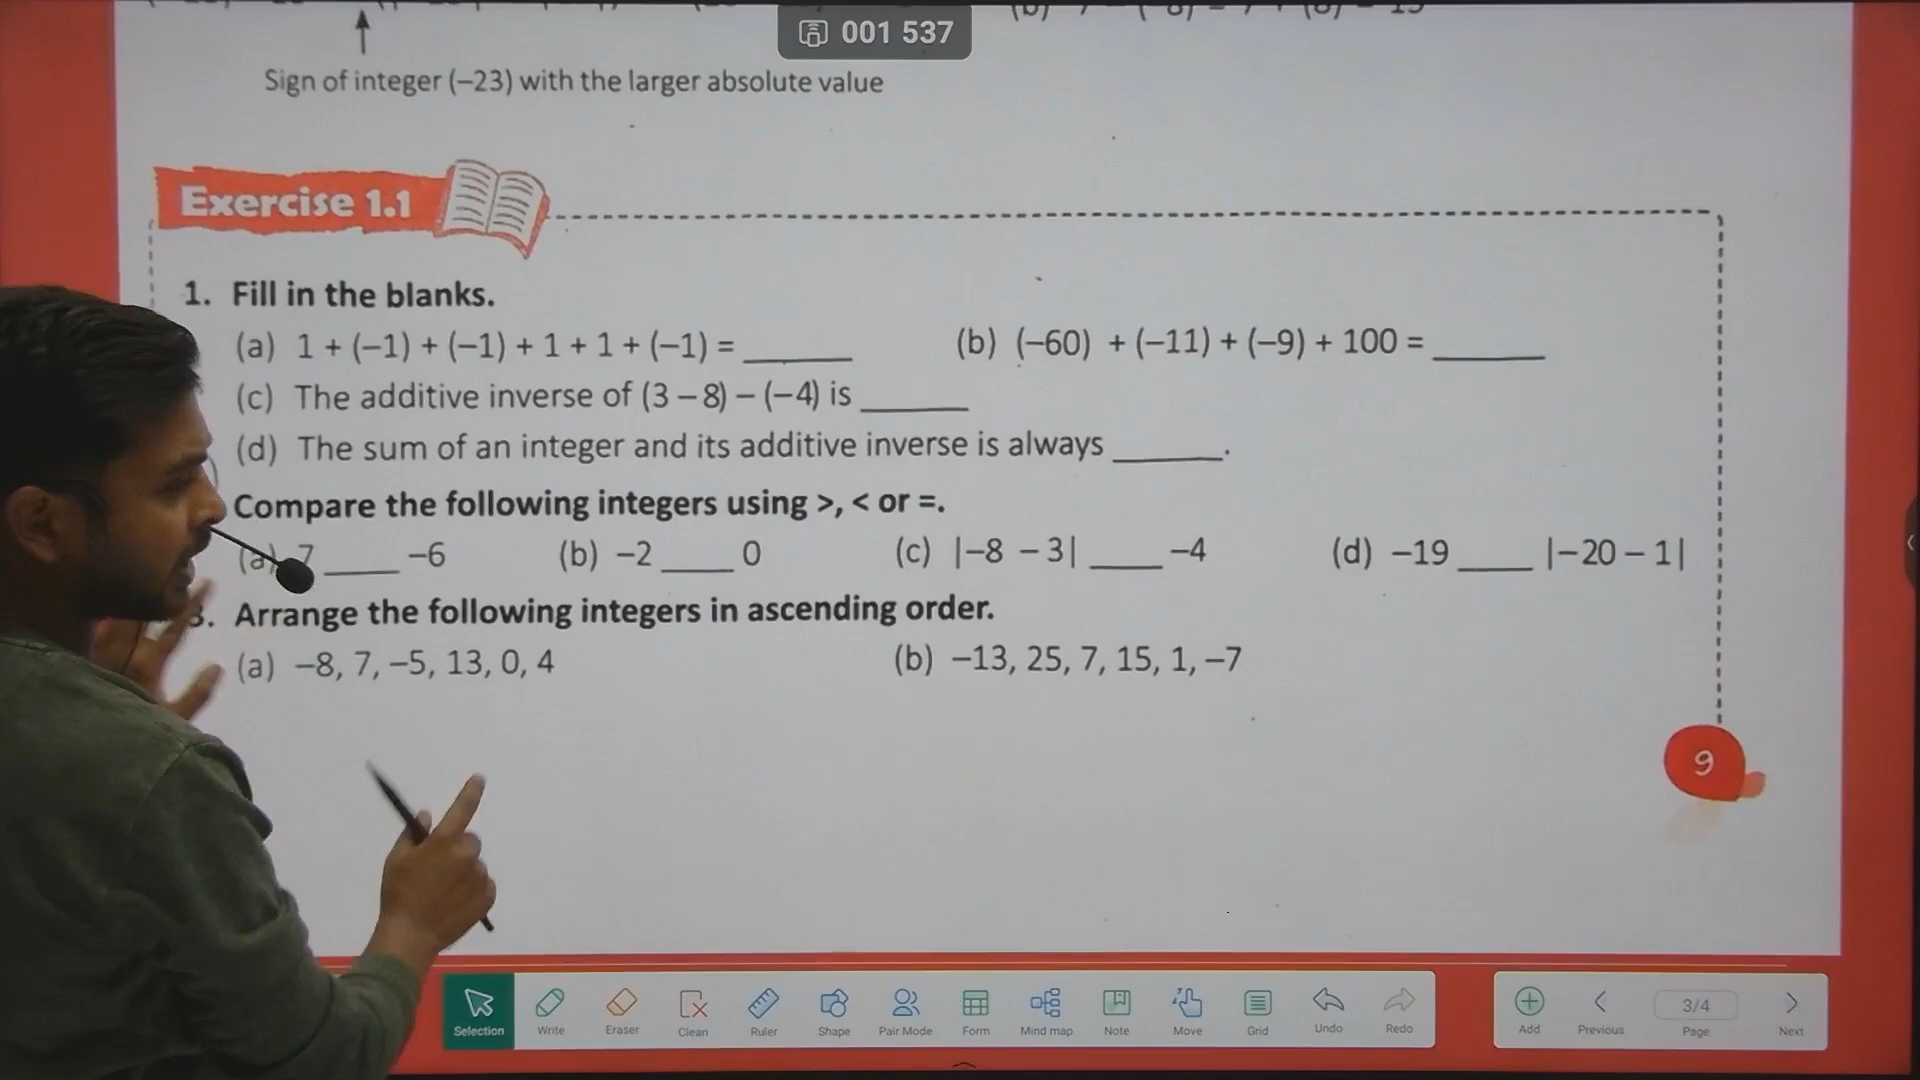 001 537
Sign of integer (–23) with the larger absolute value
Exercise 1.1
1. Fill in the blanks.
(a) 1 + (–1) + (–1) + 1 + 1 + (–1) = ______ (b) (–60) + (–11) + (–9) + 100 = ______
(c) The additive inverse of (3 – 8) – (–4) is ______
(d) The sum of an integer and its additive inverse is always ______.
Compare the following integers using >, < or =.
(a) 7 ____ –6 (b) –2 ____ 0 (c) |–8 – 3| ____ –4 (d) –19 ____ |–20 – 1|
3. Arrange the following integers in ascending order.
(a) –8, 7, –5, 13, 0, 4 (b) –13, 25, 7, 15, 1, –7
9
Selection Write Eraser Clean Ruler Shape Pair Mode Form Mind map Note Move Grid Undo Redo Add Previous 3/4 Page Next